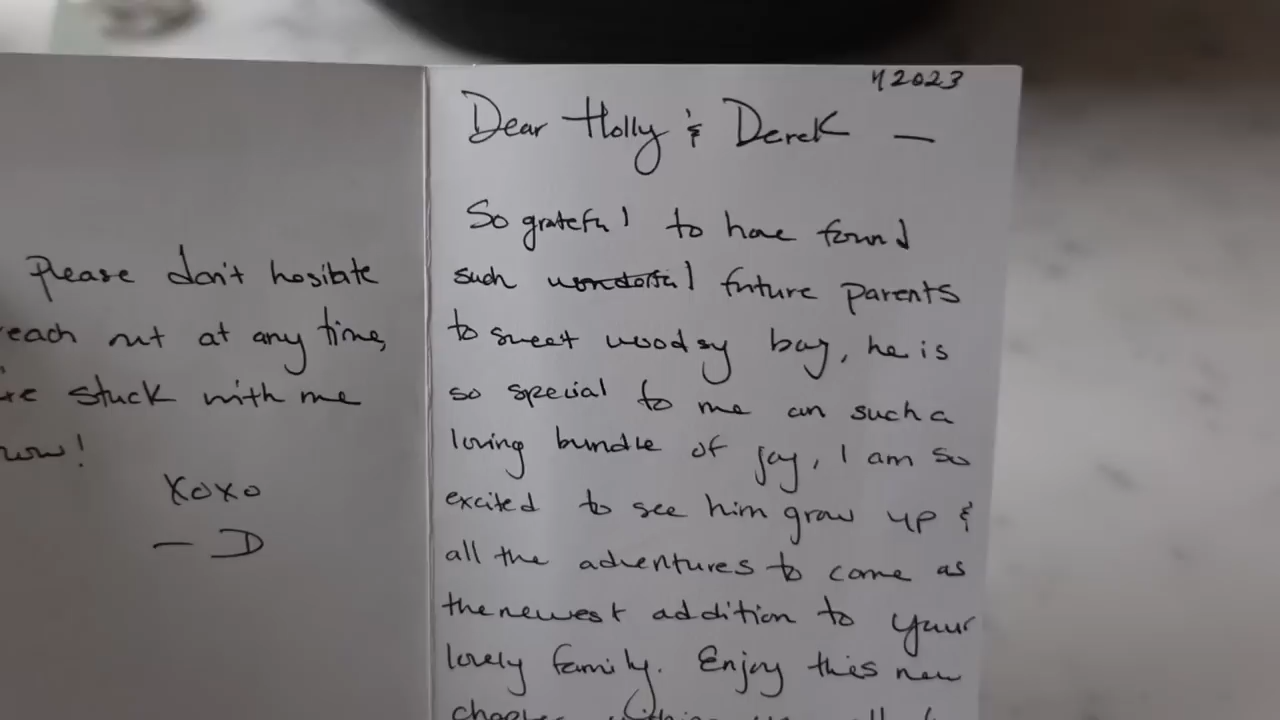 2023
Dear Holly & Derek —
So grateful to have found
such wonderful future parents
to sweet woodsy boy, he is
so special to me an such a
loving bundle of joy, I am so
excited to see him grow up &
all the adventures to come as
the newest addition to your
lovely family. Enjoy this new
Please don't hesitate
reach out at any time,
stuck with me
now!
xoxo
— D